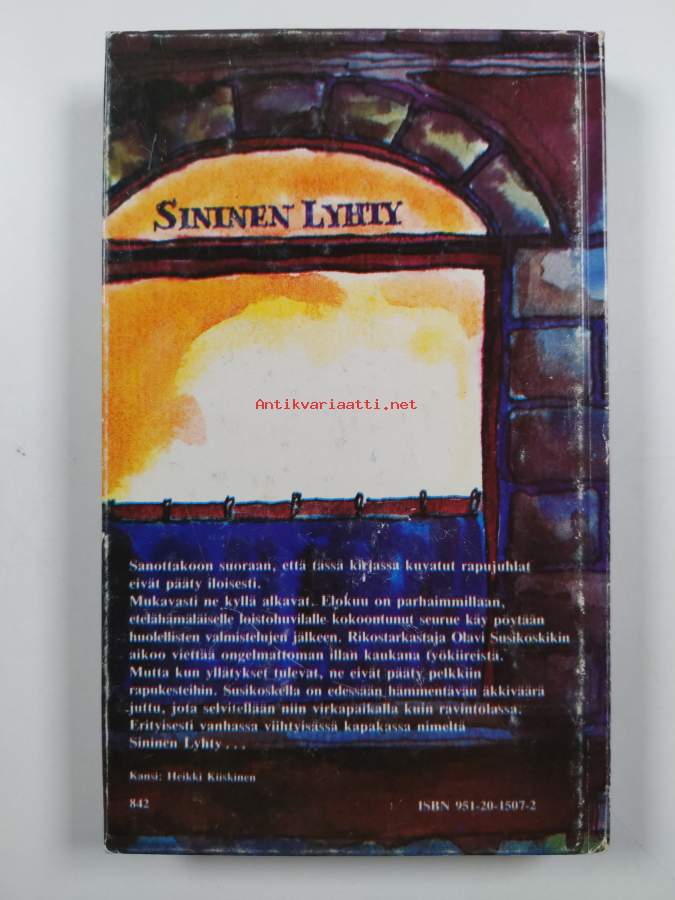 SININEN LYHTY
Antikvariaatti.net
Sanottakoon suoraan, että tässä kirjassa kuvatut rapujuhlat
eivät pääty iloisesti.
Mukavasti ne kyllä alkavat. Elokuu on parhaimmillaan,
etelähämäläiselle loistohuvilalle kokoontunut seurue käy pöytään
huolellisten valmistelujen jälkeen. Rikostarkastaja Olavi Susikoskikin
aikoo viettää ongelmattoman illan kaukana työkiireistä.
Mutta kun yllätykset tulevat, ne eivät pääty pelkkiin
rapukesteihin. Susikoskella on edessään hämmentävän äkkiväärä
juttu, jota selvitellään niin virkapaikalla kuin ravintolassa.
Erityisesti vanhassa viihtyisässä kapakassa nimeltä
Sininen Lyhty . . .
Kansi: Heikki Kiiskinen
842
ISBN 951-20-1507-2